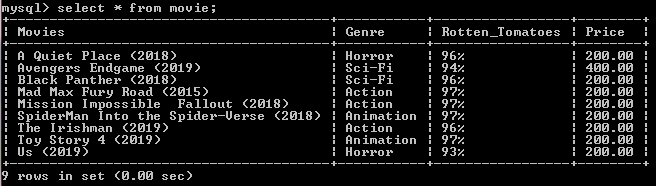 mysql> select * from movie;
+----------------------------------------+-----------+-----------------+--------+
| Movies | Genre | Rotten_Tomatoes | Price |
+----------------------------------------+-----------+-----------------+--------+
| A Quiet Place (2018) | Horror | 96% | 200.00 |
| Avengers Endgame (2019) | Sci-Fi | 94% | 400.00 |
| Black Panther (2018) | Sci-Fi | 96% | 200.00 |
| Mad Max Fury Road (2015) | Action | 97% | 200.00 |
| Mission Impossible  Fallout (2018) | Action | 97% | 200.00 |
| SpiderMan Into the Spider-Verse (2018) | Animation | 97% | 200.00 |
| The Irishman (2019) | Action | 96% | 200.00 |
| Toy Story 4 (2019) | Animation | 97% | 200.00 |
| Us (2019) | Horror | 93% | 200.00 |
+----------------------------------------+-----------+-----------------+--------+
9 rows in set (0.00 sec)